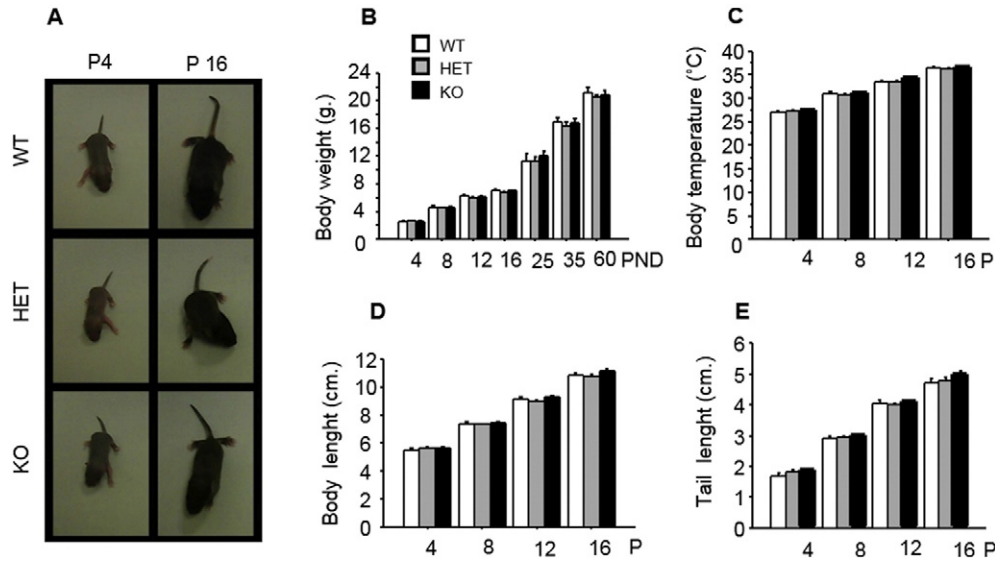 A
P4 P 16
WT
HET
KO
B
WT
HET
KO
Body weight (g.)
24
20
16
12
8
4
0
4 8 12 16 25 35 60 PND
C
Body temperature (°C)
40
35
30
25
20
15
10
5
0
4 8 12 16 P
D
Body lenght (cm.)
12
10
8
6
4
2
0
4 8 12 16 P
E
Tail lenght (cm.)
6
5
4
3
2
1
0
4 8 12 16 P